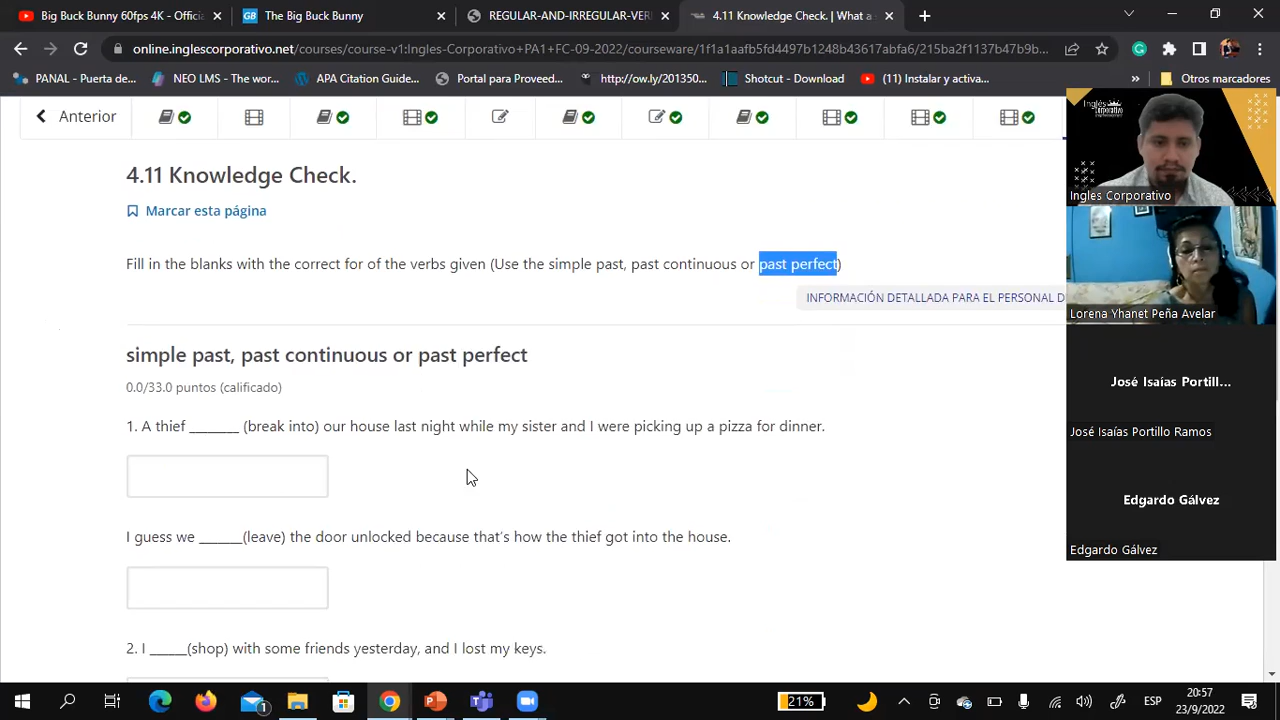 Big Buck Bunny 60fps 4K - Officia
The Big Buck Bunny
REGULAR-AND-IRREGULAR-VER
4.11 Knowledge Check. | What a
online.inglescorporativo.net/courses/course-v1:Ingles-Corporativo+PA1+FC-09-2022/courseware/1f1a1aafb5fd4497b1248b43617abfa6/215ba2f1137b47b9b...
PANAL - Puerta de...
NEO LMS - The wor...
APA Citation Guide...
Portal para Proveed...
http://ow.ly/201350...
Shotcut - Download
(11) Instalar y activa...
»
Otros marcadores
Anterior
4.11 Knowledge Check.
Marcar esta página
Fill in the blanks with the correct for of the verbs given (Use the simple past, past continuous or past perfect)
INFORMACIÓN DETALLADA PARA EL PERSONAL D
simple past, past continuous or past perfect
0.0/33.0 puntos (calificado)
1. A thief _______ (break into) our house last night while my sister and I were picking up a pizza for dinner.
I guess we ______(leave) the door unlocked because that's how the thief got into the house.
2. I _____(shop) with some friends yesterday, and I lost my keys.
Inglés
Corporativo
Ingles Corporativo
Lorena Yhanet Peña Avelar
José Isaías Portill...
José Isaías Portillo Ramos
Edgardo Gálvez
Edgardo Gálvez
1
21%
ESP
20:57
23/9/2022